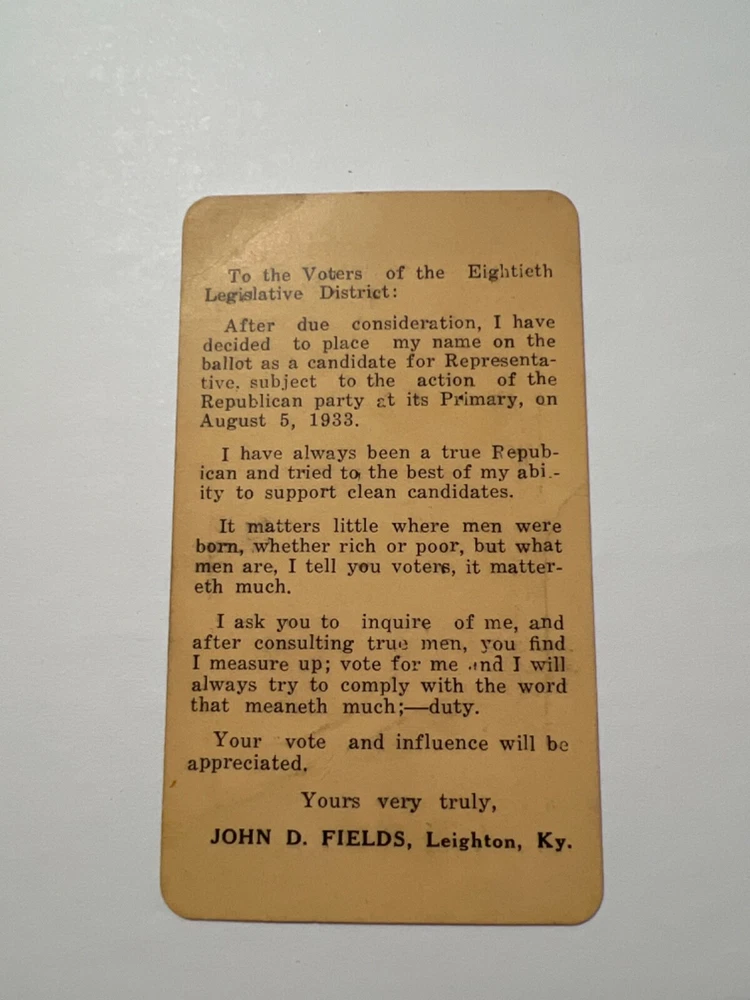 To the Voters of the Eightieth
Legislative District:
After due consideration, I have
decided to place my name on the
ballot as a candidate for Representa-
tive. subject to the action of the
Republican party at its Primary, on
August 5, 1933.
I have always been a true Repub-
ican and tried to the best of my abi.-
ity to support clean candidates.
It matters little where men were
born, whether rich or poor, but what
men are, I tell you voters, it matter-
eth much.
I ask you to inquire of me, and
after consulting true men, you find
I measure up; vote for me and I will
always try to comply with the word
that meaneth much;—duty.
Your vote and influence will be
appreciated.
Yours very truly,
JOHN D. FIELDS, Leighton, Ky.